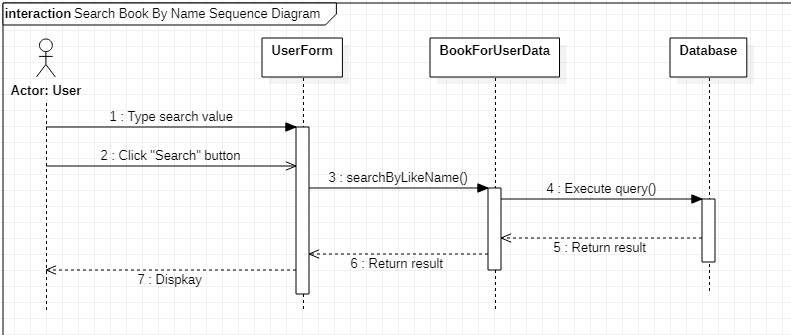 interaction Search Book By Name Sequence Diagram
UserForm
BookForUserData
Database
Actor: User
1 : Type search value
2 : Click "Search" button
3 : searchByLikeName()
4 : Execute query()
5 : Return result
6 : Return result
7 : Dispkay